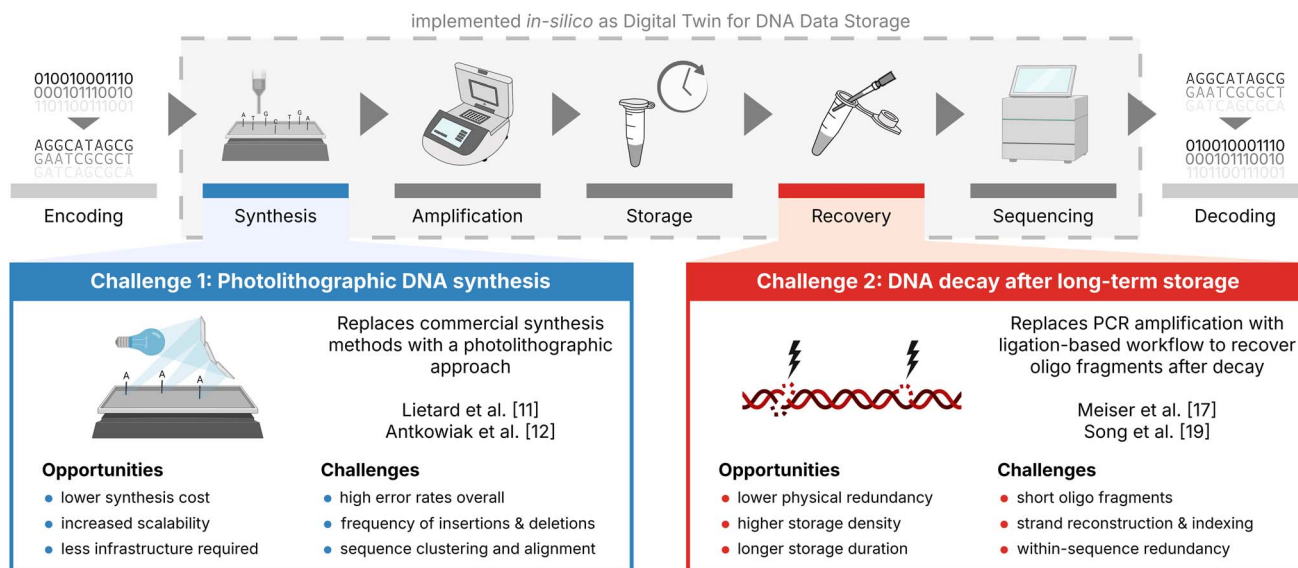 implemented in-silico as Digital Twin for DNA Data Storage
010010001110
000101110010
1101100111001
AGGCATAGCG
GAATCGCGCT
GATCAGCGCA
A T G C T G A
AGGCATAGCG
GAATCGCGCT
GATCAGCGCA
010010001110
000101110010
1101100111001
Encoding
Synthesis
Amplification
Storage
Recovery
Sequencing
Decoding
Challenge 1: Photolithographic DNA synthesis
A A A
Replaces commercial synthesis
methods with a photolithographic
approach
Lietard et al. [11]
Antkowiak et al. [12]
Opportunities
• lower synthesis cost
• increased scalability
• less infrastructure required
Challenges
• high error rates overall
• frequency of insertions & deletions
• sequence clustering and alignment
Challenge 2: DNA decay after long-term storage
Replaces PCR amplification with
ligation-based workflow to recover
oligo fragments after decay
Meiser et al. [17]
Song et al. [19]
Opportunities
• lower physical redundancy
• higher storage density
• longer storage duration
Challenges
• short oligo fragments
• strand reconstruction & indexing
• within-sequence redundancy